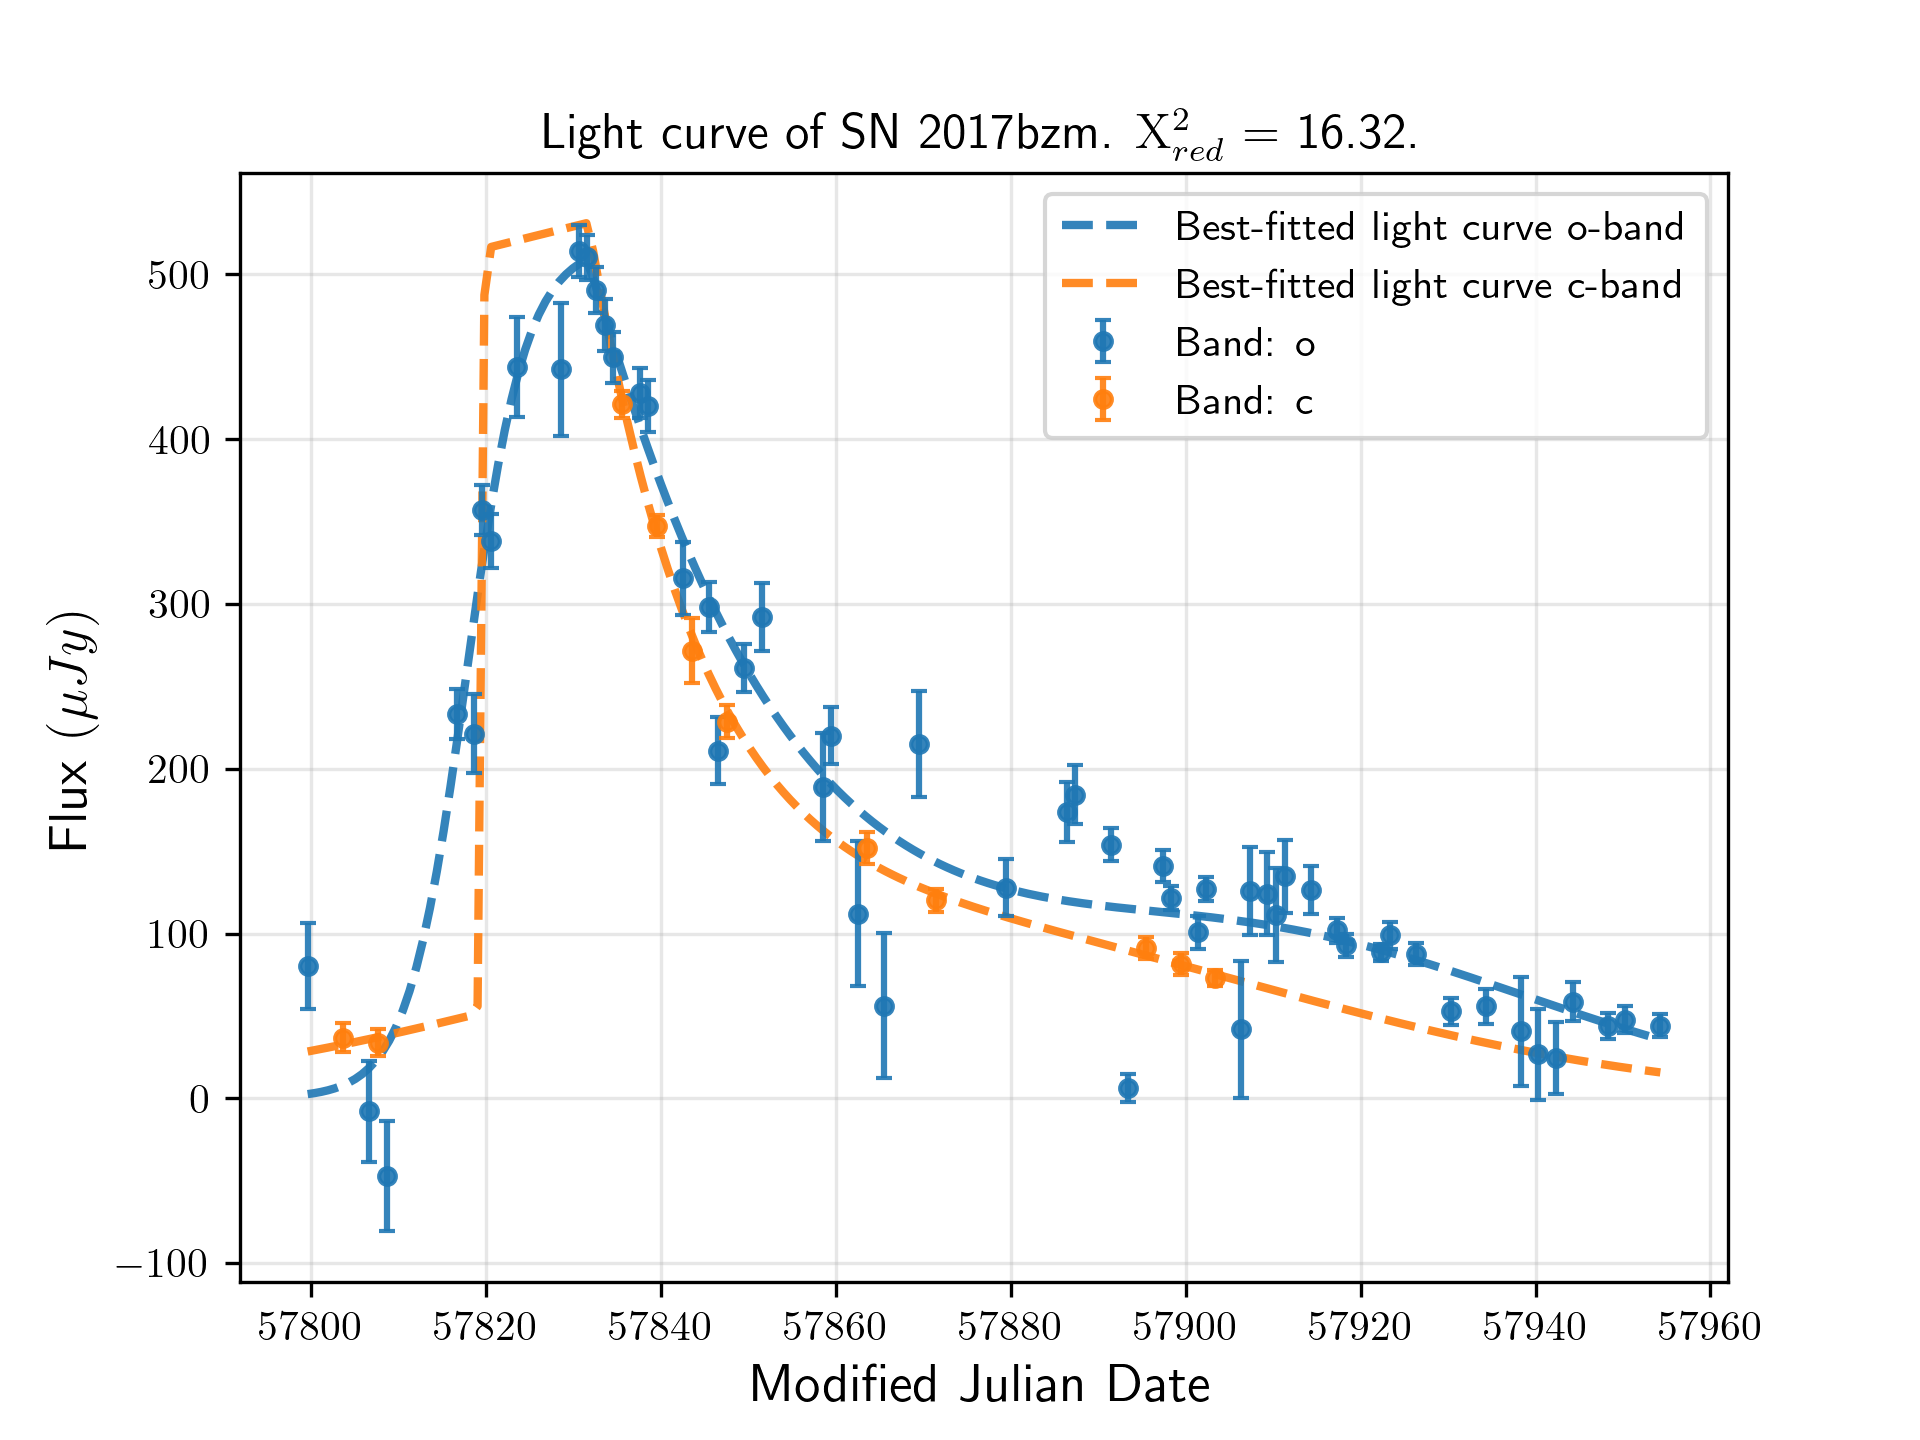 Light curve of SN 2017bzm. X²red = 16.32.
Best-fitted light curve o-band
Best-fitted light curve c-band
Band: o
Band: c
Flux (μJy)
500
400
300
200
100
0
−100
57800 57820 57840 57860 57880 57900 57920 57940 57960
Modified Julian Date